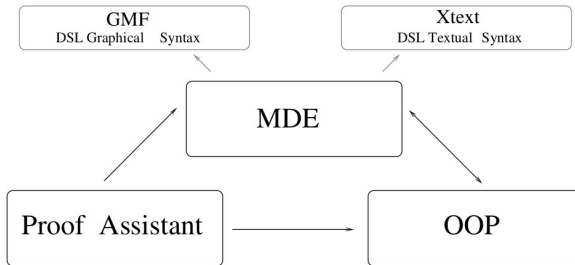 GMF
DSL Graphical Syntax
Xtext
DSL Textual Syntax
MDE
Proof Assistant
OOP